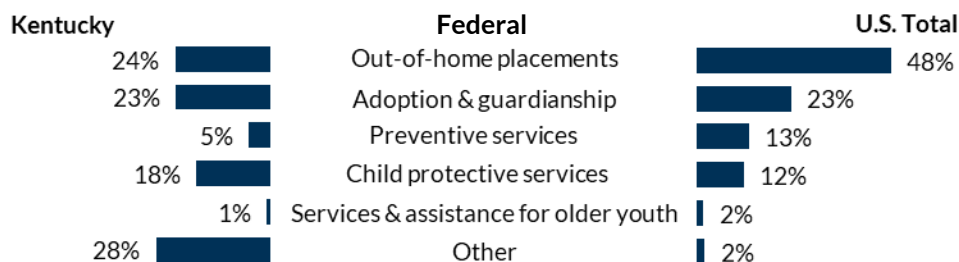 Kentucky Federal U.S. Total
24% Out-of-home placements 48%
23% Adoption & guardianship 23%
5% Preventive services 13%
18% Child protective services 12%
1% Services & assistance for older youth 2%
28% Other 2%